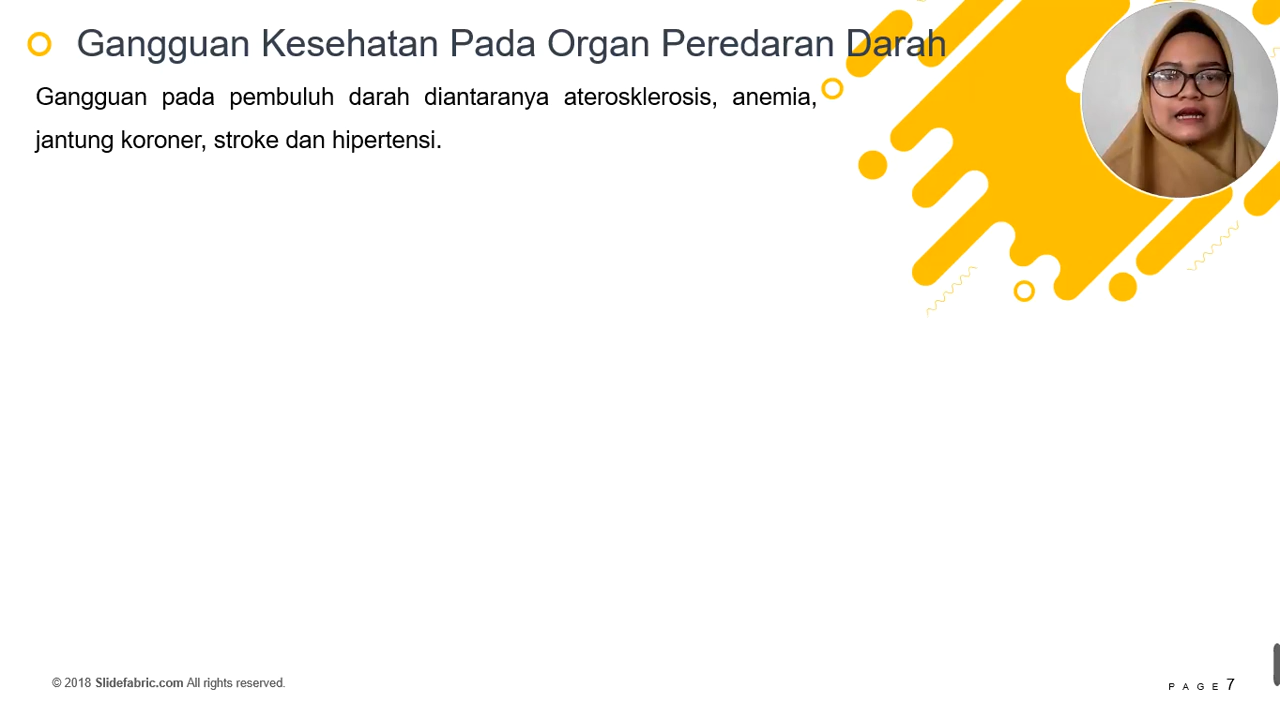 Gangguan Kesehatan Pada Organ Peredaran Darah
Gangguan pada pembuluh darah diantaranya aterosklerosis, anemia,
jantung koroner, stroke dan hipertensi.
© 2018 Slidefabric.com All rights reserved.
PAGE 7